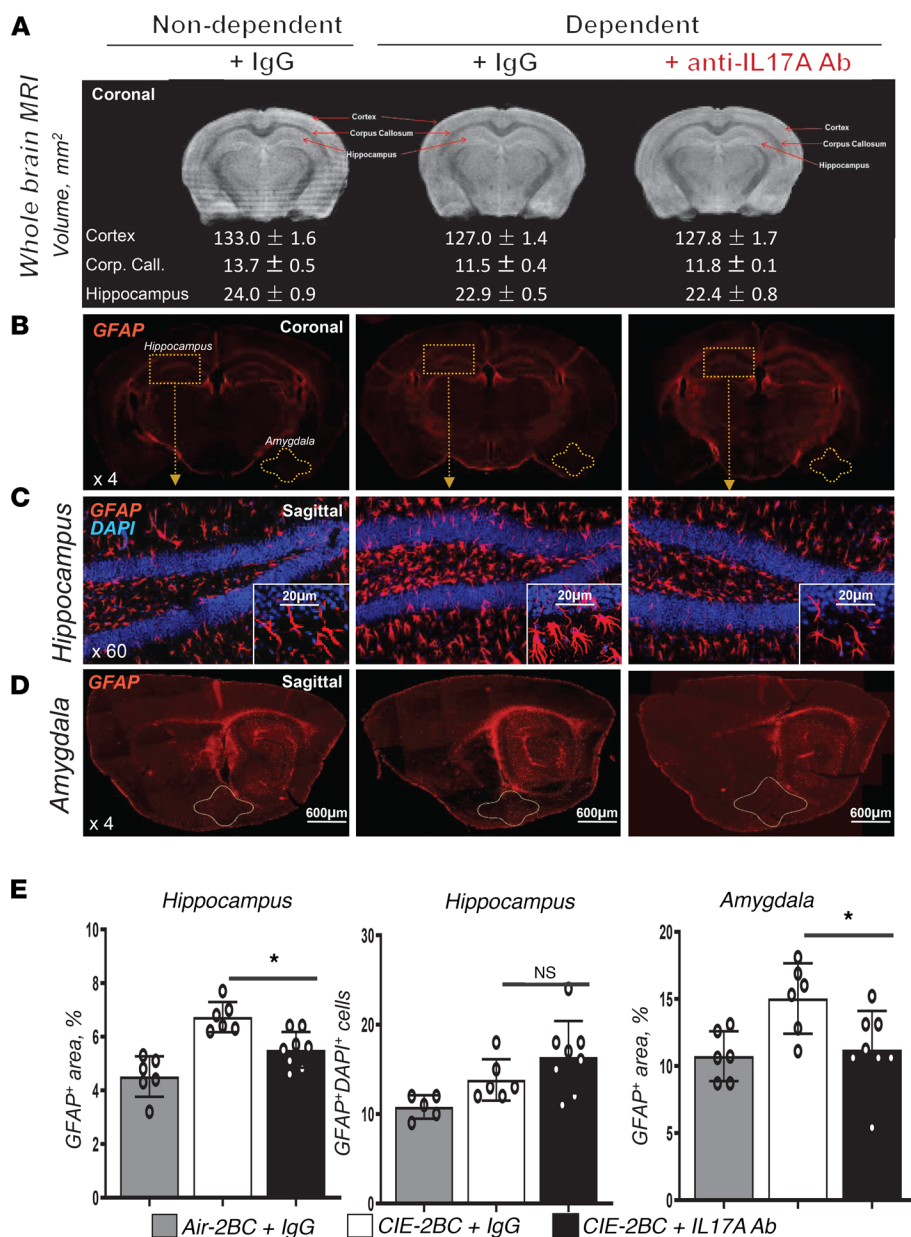 A
Non-dependent
Dependent
+ IgG
+ IgG
+ anti-IL17A Ab
Whole brain MRI
Volume, mm²
Coronal
Cortex
Corpus Callosum
Hippocampus
Cortex
Corpus Callosum
Hippocampus
Cortex 133.0 ± 1.6 127.0 ± 1.4 127.8 ± 1.7
Corp. Call. 13.7 ± 0.5 11.5 ± 0.4 11.8 ± 0.1
Hippocampus 24.0 ± 0.9 22.9 ± 0.5 22.4 ± 0.8
B
GFAP
Coronal
Hippocampus
Amygdala
x 4
C
Hippocampus
GFAP
DAPI
Sagittal
20µm
20µm
20µm
x 60
D
Amygdala
GFAP
Sagittal
x 4
600µm
600µm
600µm
E
Hippocampus
GFAP⁺ area, %
10
8
6
4
2
0
*
Hippocampus
GFAP⁺DAPI⁺ cells
30
20
10
0
NS
Amygdala
GFAP⁺ area, %
20
15
10
5
0
*
Air-2BC + IgG
CIE-2BC + IgG
CIE-2BC + IL17A Ab